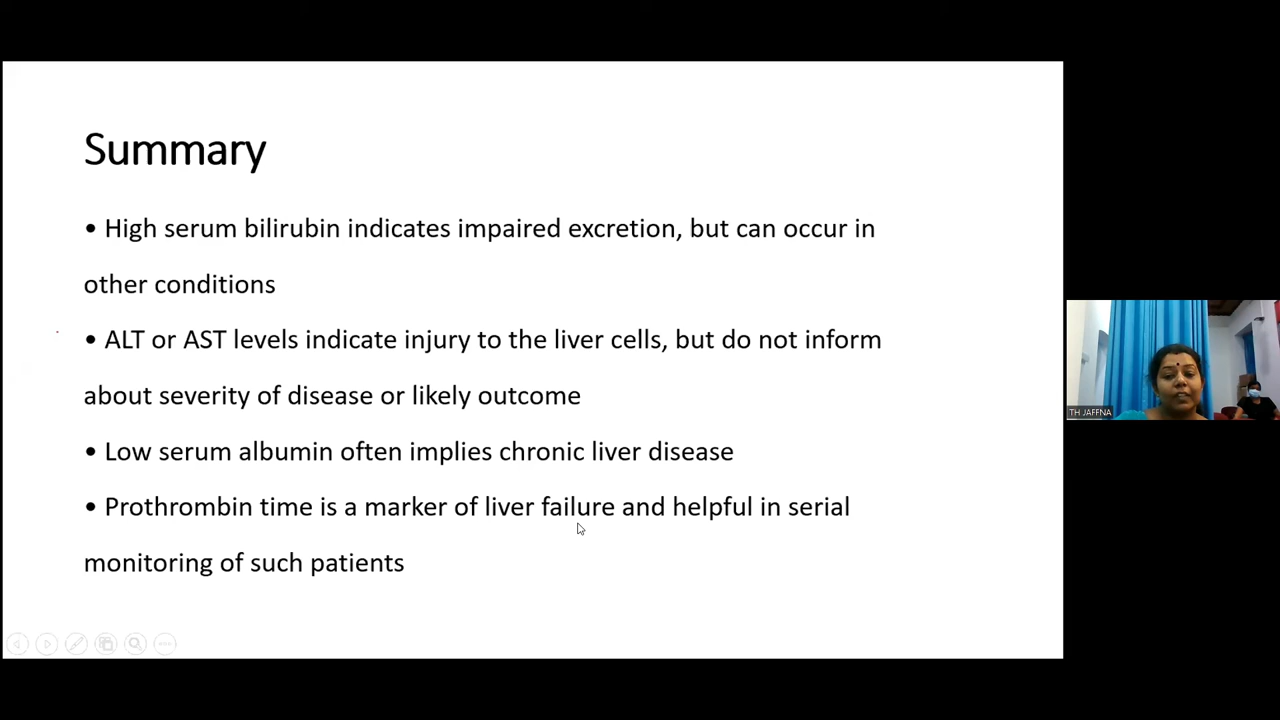 Summary
• High serum bilirubin indicates impaired excretion, but can occur in
other conditions
• ALT or AST levels indicate injury to the liver cells, but do not inform
about severity of disease or likely outcome
• Low serum albumin often implies chronic liver disease
• Prothrombin time is a marker of liver failure and helpful in serial
monitoring of such patients
TH JAFFNA